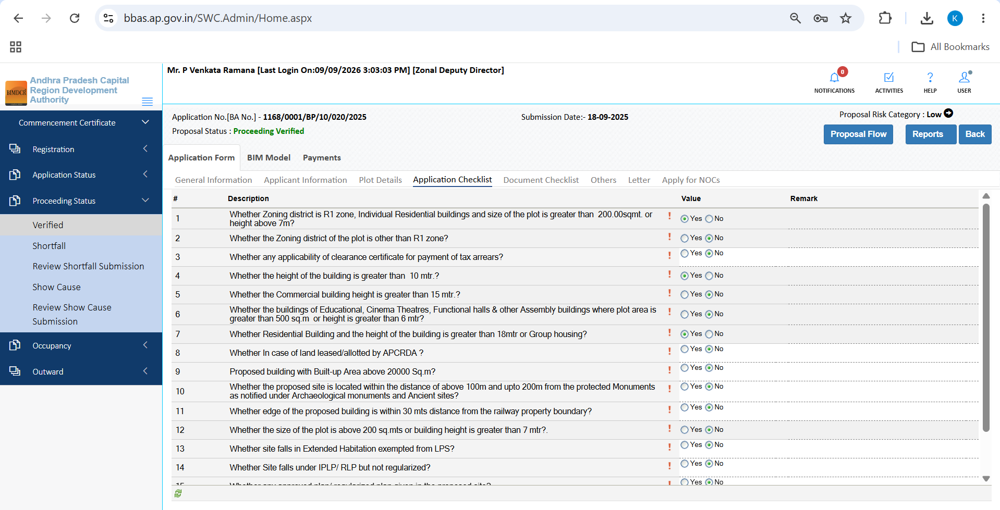 bbas.ap.gov.in/SWC.Admin/Home.aspx
K
All Bookmarks
BIMDCR
Andhra Pradesh Capital
Region Development
Authority
Mr. P Venkata Ramana [Last Login On:09/09/2026 3:03:03 PM] [Zonal Deputy Director]
0
NOTIFICATIONS
ACTIVITIES
?
HELP
USER
Commencement Certificate
Registration
Application Status
Proceeding Status
Verified
Shortfall
Review Shortfall Submission
Show Cause
Review Show Cause
Submission
Occupancy
Outward
Application No.[BA No.] - 1168/0001/BP/10/020/2025
Submission Date:- 18-09-2025
Proposal Risk Category : Low
Proposal Status : Proceeding Verified
Proposal Flow
Reports
Back
Application Form
BIM Model
Payments
General Information
Applicant Information
Plot Details
Application Checklist
Document Checklist
Others
Letter
Apply for NOCs
# Description Value Remark
1 Whether Zoning district is R1 zone, Individual Residential buildings and size of the plot is greater than 200.00sqmt. or ! Yes No
height above 7m?
2 Whether the Zoning district of the plot is other than R1 zone? ! Yes No
3 Whether any applicability of clearance certificate for payment of tax arrears? ! Yes No
4 Whether the height of the building is greater than 10 mtr.? ! Yes No
5 Whether the Commercial building height is greater than 15 mtr.? ! Yes No
6 Whether the buildings of Educational, Cinema Theatres, Functional halls & other Assembly buildings where plot area is ! Yes No
greater than 500 sq.m or height is greater than 6 mtr?
7 Whether Residential Building and the height of the building is greater than 18mtr or Group housing? ! Yes No
8 Whether In case of land leased/allotted by APCRDA ? ! Yes No
9 Proposed building with Built-up Area above 20000 Sq.m? ! Yes No
10 Whether the proposed site is located within the distance of above 100m and upto 200m from the protected Monuments ! Yes No
as notified under Archaeological monuments and Ancient sites?
11 Whether edge of the proposed building is within 30 mts distance from the railway property boundary? ! Yes No
12 Whether the size of the plot is above 200 sq.mts or building height is greater than 7 mtr?. ! Yes No
13 Whether site falls in Extended Habitation exempted from LPS? ! Yes No
14 Whether Site falls under IPLP/ RLP but not regularized? ! Yes No
15 Whether any approved plan/ regularized plan given in the proposed site? ! Yes No